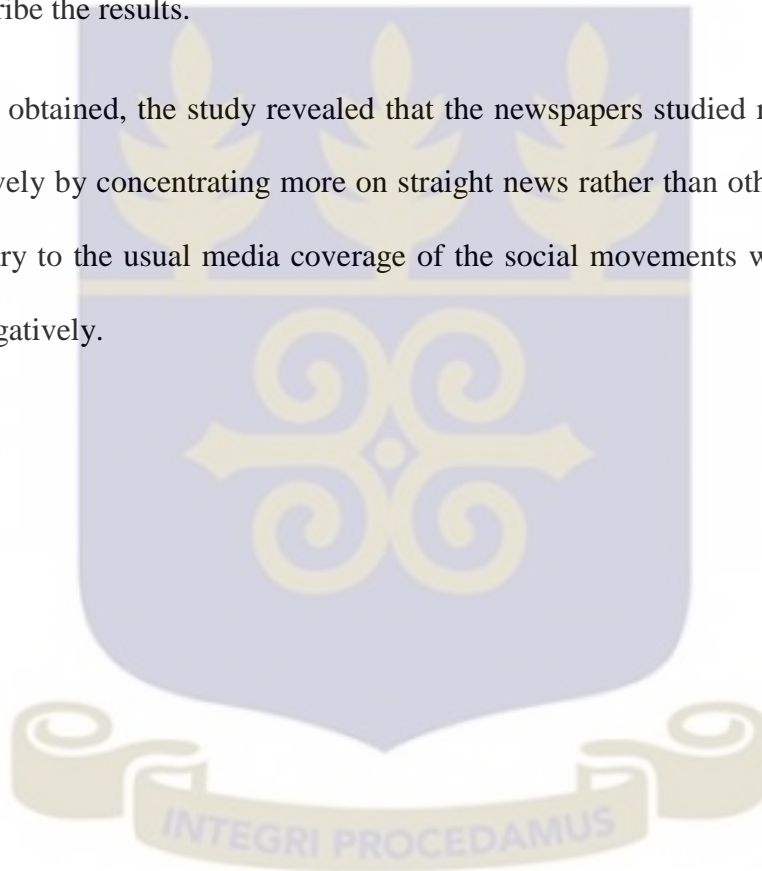 ribe the results.
obtained, the study revealed that the newspapers studied r
vely by concentrating more on straight news rather than oth
ry to the usual media coverage of the social movements w
gatively.
INTEGRI PROCEDAMUS